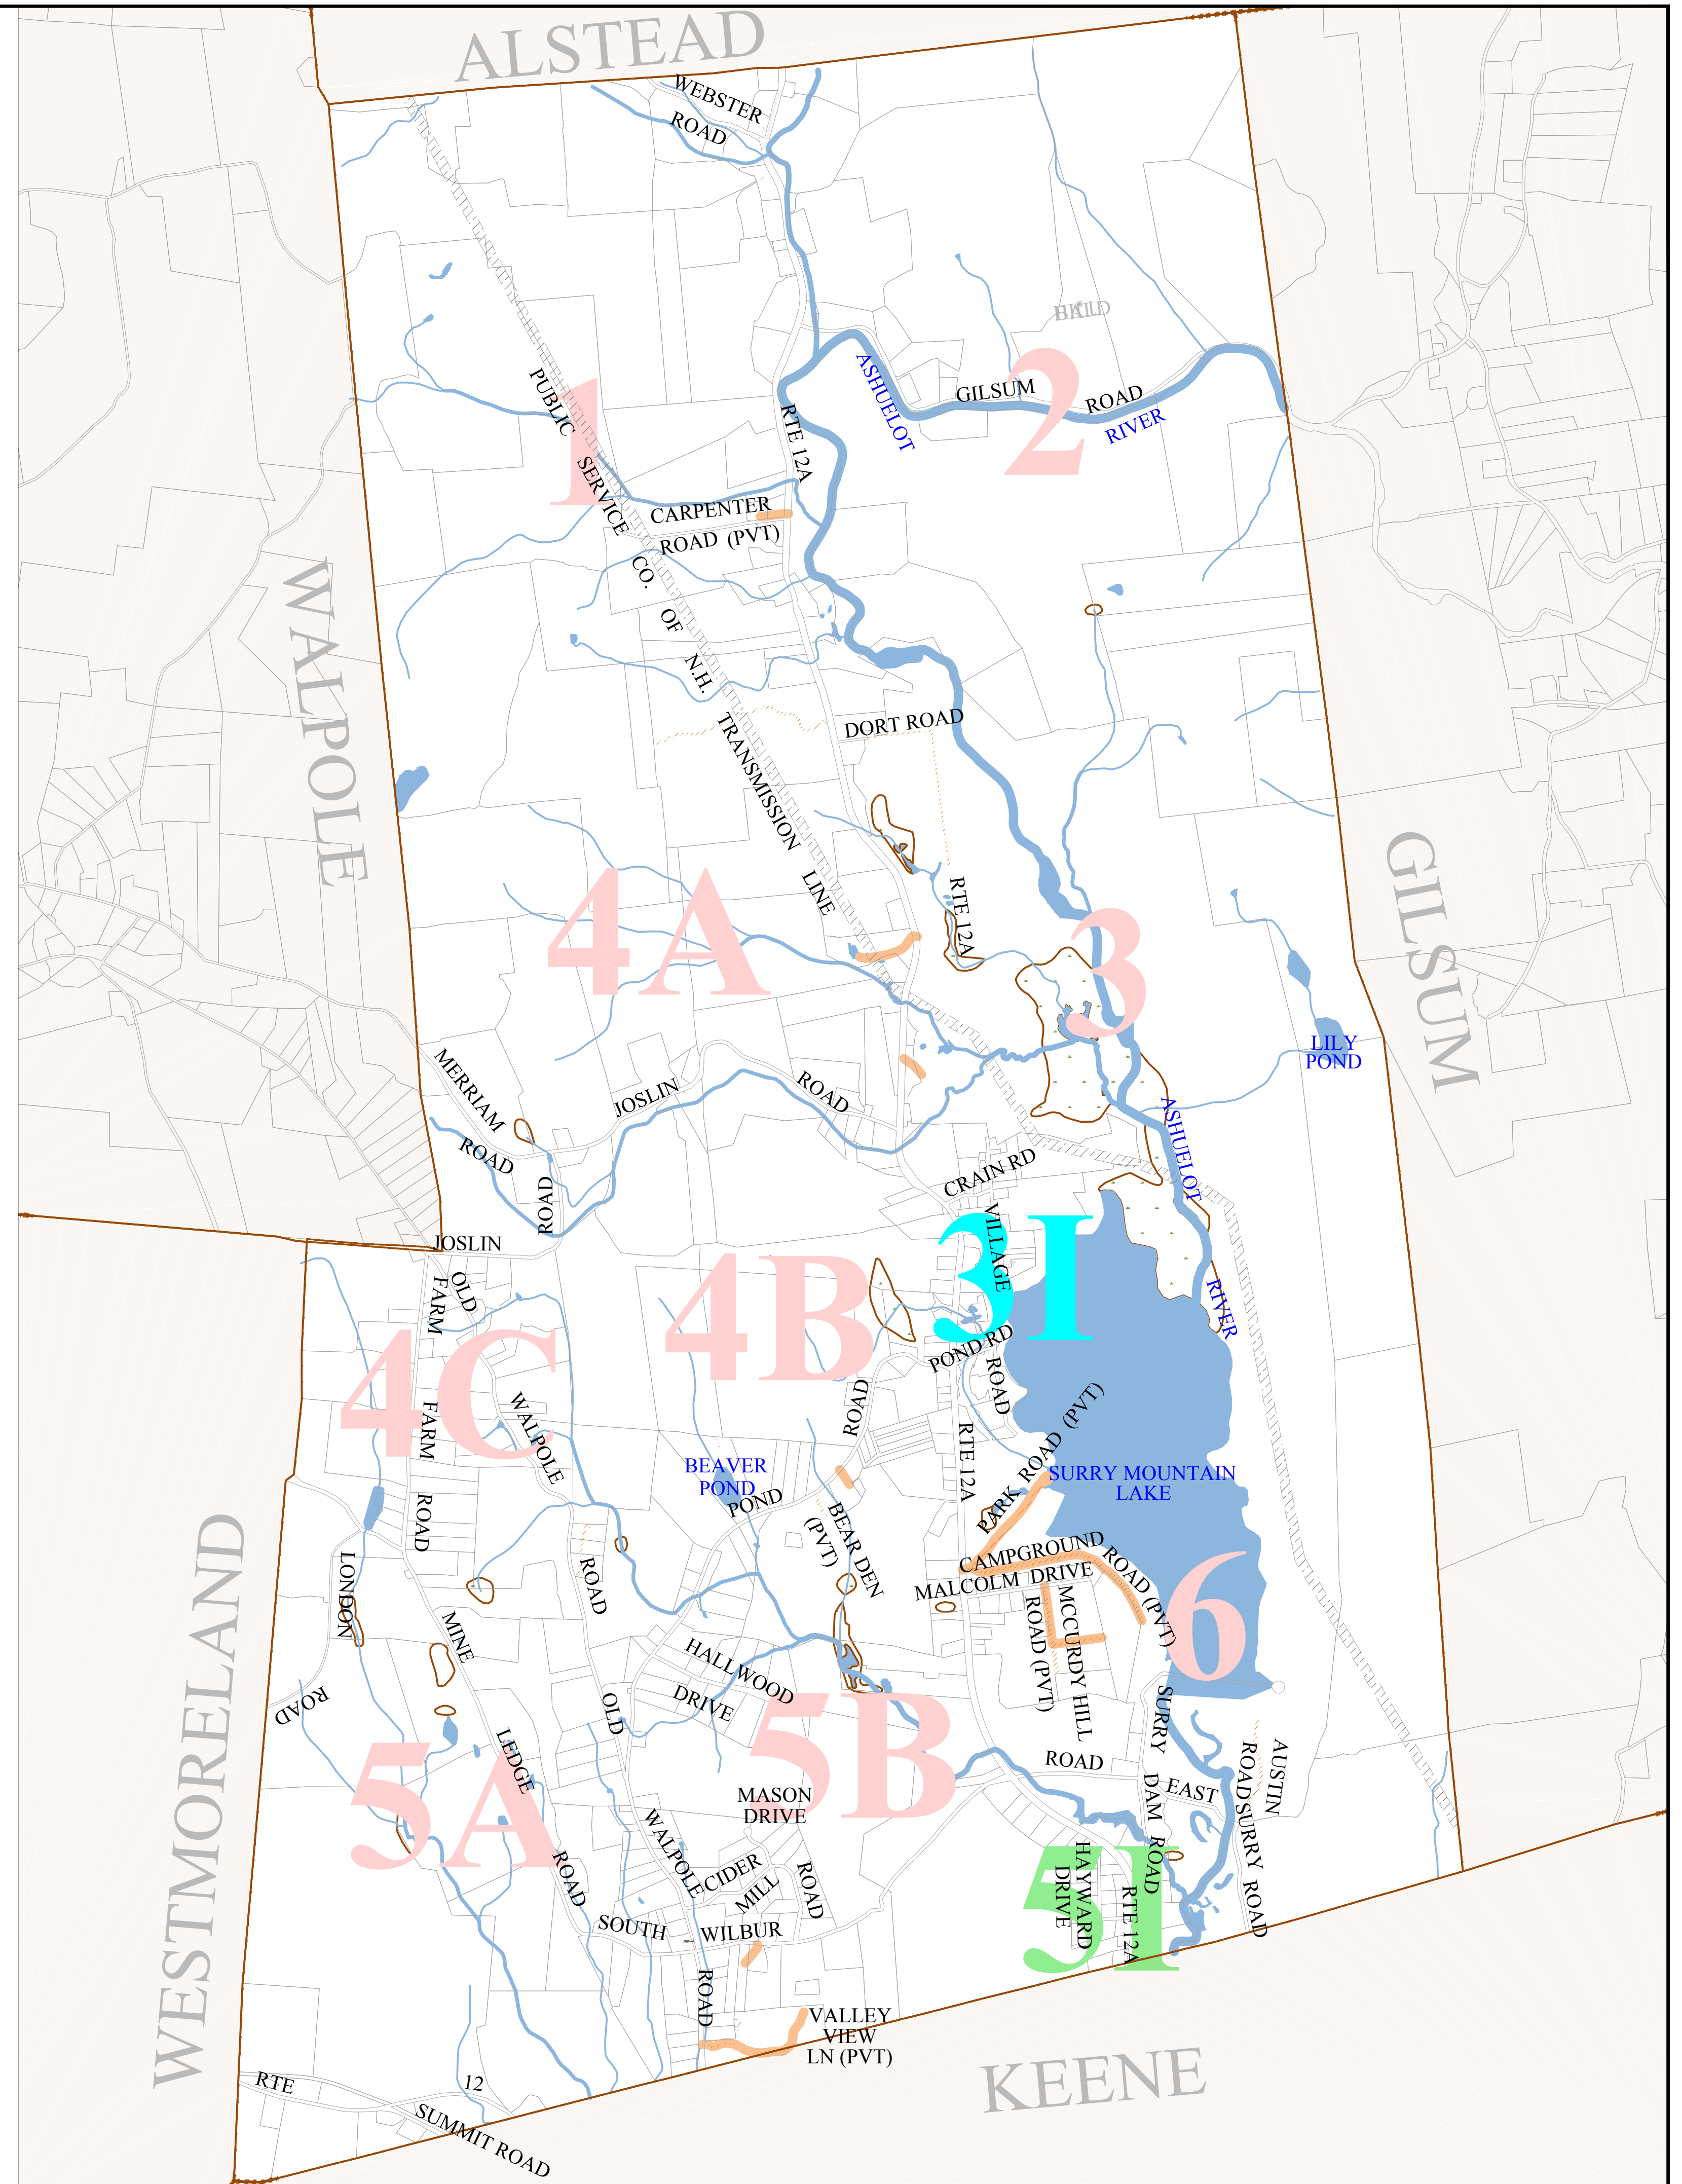 ALSTEAD
WEBSTER
ROAD
BALD
HILL
PUBLIC SERVICE CO. OF N.H. TRANSMISSION LINE
1
2
RTE 12A
ASHUELOT
RIVER
GILSUM ROAD
CARPENTER
ROAD (PVT)
WALPOLE
DORT ROAD
GILSUM
4A
RTE 12A
3
LILY
POND
MERRIAM
ROAD
JOSLIN ROAD
ASHUELOT
RIVER
CRAIN RD
ROAD
JOSLIN
VILLAGE
ROAD
3I
4B
OLD
WALPOLE
ROAD
FARM
FARM
ROAD
4C
POND RD
ROAD
POND
BEAVER
POND
RTE 12A
PARK ROAD (PVT)
SURRY MOUNTAIN
LAKE
BEAR DEN
(PVT)
CAMPGROUND
ROAD (PVT)
MALCOLM DRIVE
MCCURDY HILL
ROAD (PVT)
6
LONDON
ROAD
MINE
LEDGE
ROAD
WESTMORELAND
HALLWOOD
DRIVE
OLD
WALPOLE
ROAD
5A
5B
MASON
DRIVE
ROAD
SURRY
DAM
ROAD
EAST
SURRY
ROAD
AUSTIN
ROAD
CIDER
MILL
ROAD
SOUTH
WILBUR
HAYWARD
DRIVE
RTE 12A
5I
VALLEY
VIEW
LN (PVT)
KEENE
RTE 12
SUMMIT ROAD